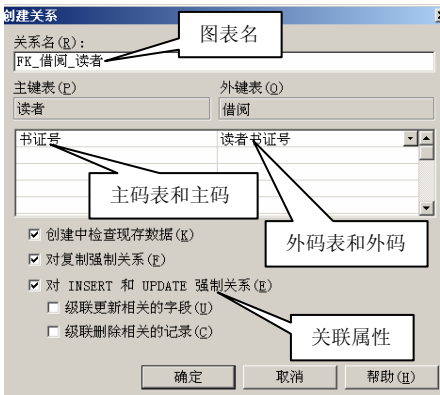 创建关系
图表名
关系名(R):
FK_借阅_读者
主键表(P) 外键表(O)
读者 借阅
书证号 读者书证号
主码表和主码
外码表和外码
创建中检查现存数据(K)
对复制强制关系(F)
对 INSERT 和 UPDATE 强制关系(E)
级联更新相关的字段(U)
级联删除相关的记录(C)
关联属性
确定 取消 帮助(H)